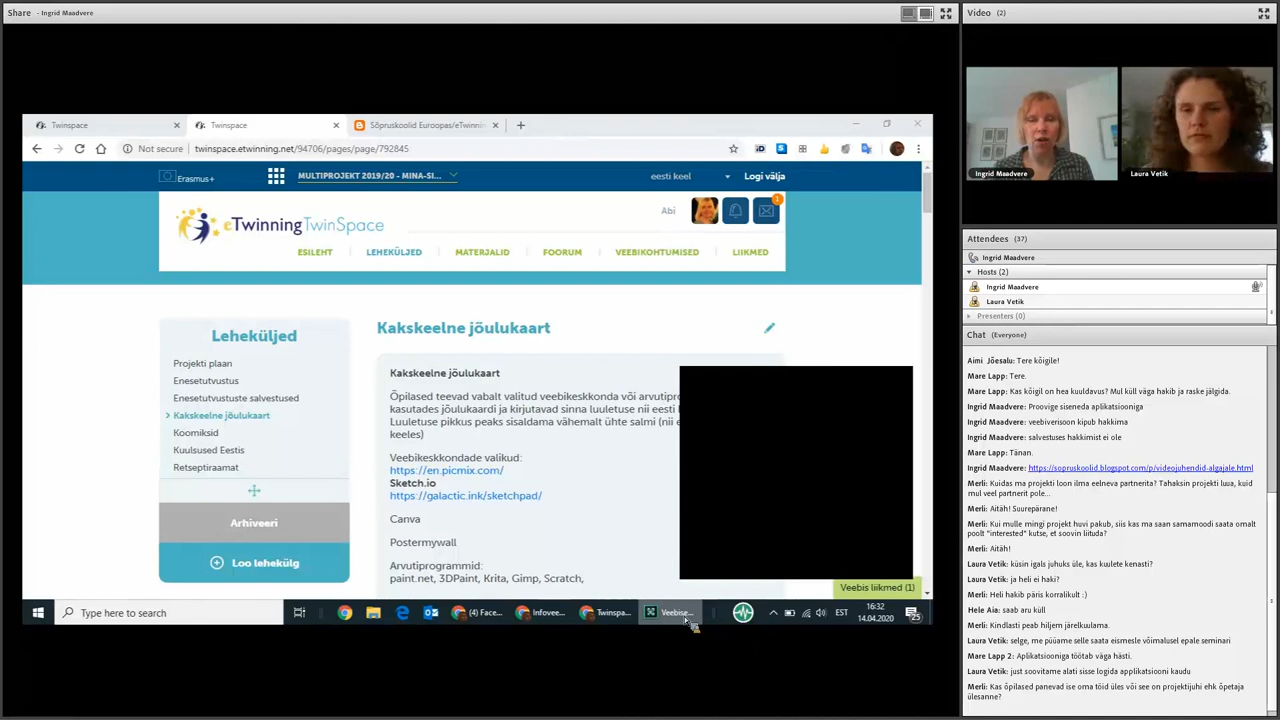 Share - Ingrid Maadvere
Twinspace
Twinspace
Sõpruskoolid Euroopas/eTwinnin
Not secure
twinspace.etwinning.net/94706/pages/page/792845
Erasmus+
MULTIPROJEKT 2019/20 - MINA-SI...
eesti keel
Logi välja
Abi
1
eTwinningTwinSpace
ESILEHT
LEHEKÜLJED
MATERJALID
FOORUM
VEEBIKOHTUMISED
LIIKMED
Leheküljed
Projekti plaan
Enesetutvustus
Enesetutvustuste salvestused
Kakskeelne jõulukaart
Koomiksid
Kuulsused Eestis
Retseptiraamat
Arhiveeri
Loo lehekülg
Kakskeelne jõulukaart
Kakskeelne jõulukaart
Õpilased teevad vabalt valitud veebikeskkonda või arvutipro
kasutades jõulukaardi ja kirjutavad sinna luuletuse nii eesti
Luuletuse pikkus peaks sisaldama vähemalt ühte salmi (nii e
keeles)
Veebikeskkondade valikud:
https://en.picmix.com/
Sketch.io
https://galactic.ink/sketchpad/
Canva
Postermywall
Arvutiprogrammid:
paint.net, 3DPaint, Krita, Gimp, Scratch,
Veebis liikmed (1)
Type here to search
(4) Face...
Infovee...
Twinspa...
Veebise...
EST
16:32
14.04.2020
25
Video (2)
Ingrid Maadvere
Laura Vetik
Attendees (37)
Ingrid Maadvere
Hosts (2)
Ingrid Maadvere
Laura Vetik
Presenters (0)
Chat (Everyone)
Aimi Jõesalu: Tere kõigile!
Mare Lapp: Tere.
Mare Lapp: Kas kõigil on hea kuuldavus? Mul küll väga hakib ja raske jälgida.
Ingrid Maadvere: Proovige siseneda aplikatsiooniga
Ingrid Maadvere: veebiverisoon kipub hakkima
Ingrid Maadvere: salvestuses hakkimist ei ole
Mare Lapp: Tänan.
Ingrid Maadvere: https://sopruskoolid.blogspot.com/p/videojuhendid-algajale.html
Merli: Kuidas ma projekti loon ilma eelneva partnerita? Tahaksin projekti luua, kuid
mul veel partnerit pole...
Merli: Aitäh! Suurepärane!
Merli: Kui mulle mingi projekt huvi pakub, siis kas ma saan samamoodi saata omalt
poolt "interested" kutse, et soovin liituda?
Merli: Aitäh!
Laura Vetik: küsin igals juhuks üle, kas kuulete kenasti?
Laura Vetik: ja heli ei haki?
Merli: Heli hakib päris korralikult :)
Hele Aia: saab aru küll
Merli: Kindlasti peab hiljem järelkuulama.
Laura Vetik: selge, me püüame selle saata eismesle võimalusel epale seminari
Mare Lapp 2: Aplikatsiooniga töötab väga hästi.
Laura Vetik: just soovitame alati sisse logida applikatsiooni kaudu
Merli: Kas õpilased panevad ise oma töid üles või see on projektijuhi ehk õpetaja
ülesanne?